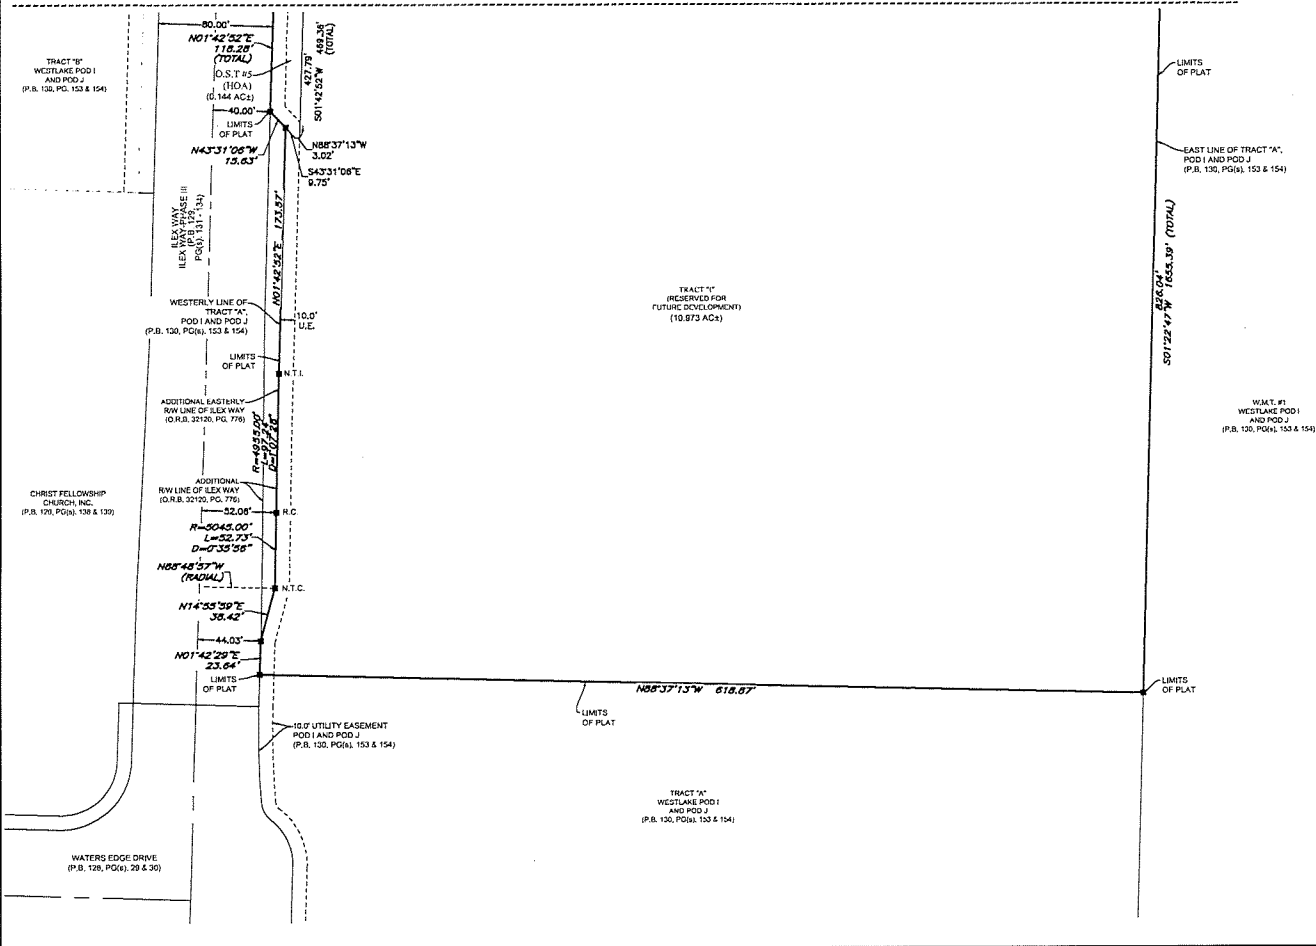 80.00'
N01°42'52"E
118.28'
(TOTAL)
O.S.T #5
(HOA)
(0.144 AC±)
40.00'
LIMITS
OF PLAT
N43°31'06"W
15.63'
427.79' 469.36'
S01°42'52"W (TOTAL)
N88°37'13"W
3.02'
S43°31'06"E
9.75'
TRACT "B"
WESTLAKE POD I
AND POD J
(P.B. 130, PG. 153 & 154)
LIMITS
OF PLAT
EAST LINE OF TRACT "A",
POD I AND POD J
(P.B. 130, PG(s). 153 & 154)
ILEX WAY
ILEX WAY-PHASE III
(P.B. 129,
PG(s). 131 - 134)
N01°42'52"E 173.57'
WESTERLY LINE OF
TRACT "A",
POD I AND POD J
(P.B. 130, PG(s). 153 & 154)
10.0'
U.E.
LIMITS
OF PLAT
N.T.I.
TRACT "I"
(RESERVED FOR
FUTURE DEVELOPMENT)
(10.973 AC±)
826.04'
S01°22'47"W 1655.39' (TOTAL)
ADDITIONAL EASTERLY
R/W LINE OF ILEX WAY
(O.R.B. 32120, PG. 776)
R=4955.00'
L=97.24'
D=1°07'28"
W.M.T. #1
WESTLAKE POD I
AND POD J
(P.B. 130, PG(s). 153 & 154)
ADDITIONAL
R/W LINE OF ILEX WAY
(O.R.B. 32120, PG. 776)
52.08'
R.C.
CHRIST FELLOWSHIP
CHURCH, INC.
(P.B. 120, PG(s). 138 & 139)
R=5045.00'
L=52.73'
D=0°35'56"
N88°48'57"W
(RADIAL)
N.T.C.
N14°55'39"E
38.42'
44.03'
N01°42'29"E
23.64'
LIMITS
OF PLAT
N88°37'13"W 618.87'
LIMITS
OF PLAT
LIMITS
OF PLAT
10.0' UTILITY EASEMENT
POD I AND POD J
(P.B. 130, PG(s). 153 & 154)
TRACT "A"
WESTLAKE POD I
AND POD J
(P.B. 130, PG(s). 153 & 154)
WATERS EDGE DRIVE
(P.B. 128, PG(s). 29 & 30)